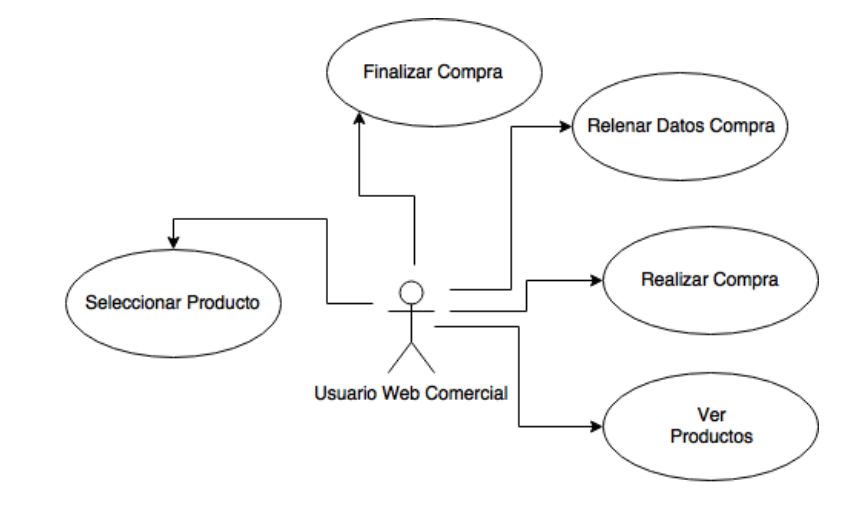 Finalizar Compra
Relenar Datos Compra
Realizar Compra
Seleccionar Producto
Usuario Web Comercial
Ver
Productos